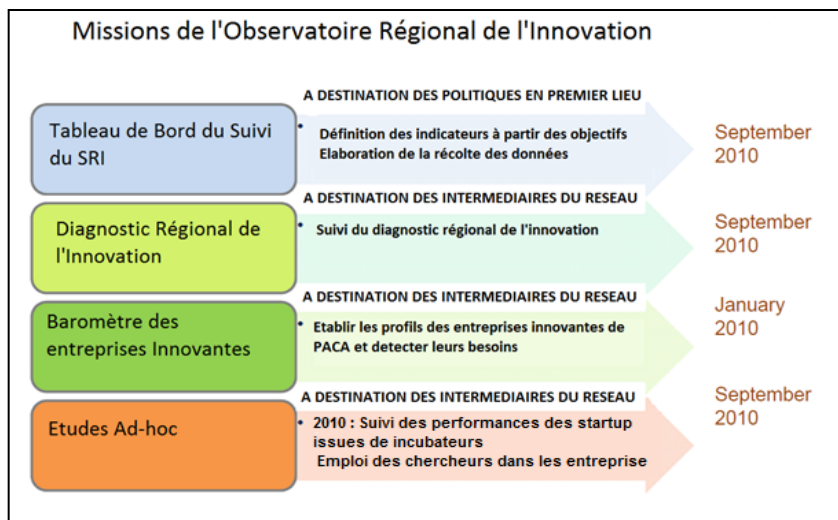 Missions de l'Observatoire Régional de l'Innovation
A DESTINATION DES POLITIQUES EN PREMIER LIEU
Tableau de Bord du Suivi
du SRI
• Définition des indicateurs à partir des objectifs
Elaboration de la récolte des données
September
2010
A DESTINATION DES INTERMEDIAIRES DU RESEAU
Diagnostic Régional de
l'Innovation
• Suivi du diagnostic régional de l'innovation
September
2010
A DESTINATION DES INTERMEDIAIRES DU RESEAU
Baromètre des
entreprises Innovantes
• Etablir les profils des entreprises innovantes de
PACA et detecter leurs besoins
January
2010
A DESTINATION DES INTERMEDIAIRES DU RESEAU
Etudes Ad-hoc
• 2010 : Suivi des performances des startup
issues de incubateurs
Emploi des chercheurs dans les entreprise
September
2010